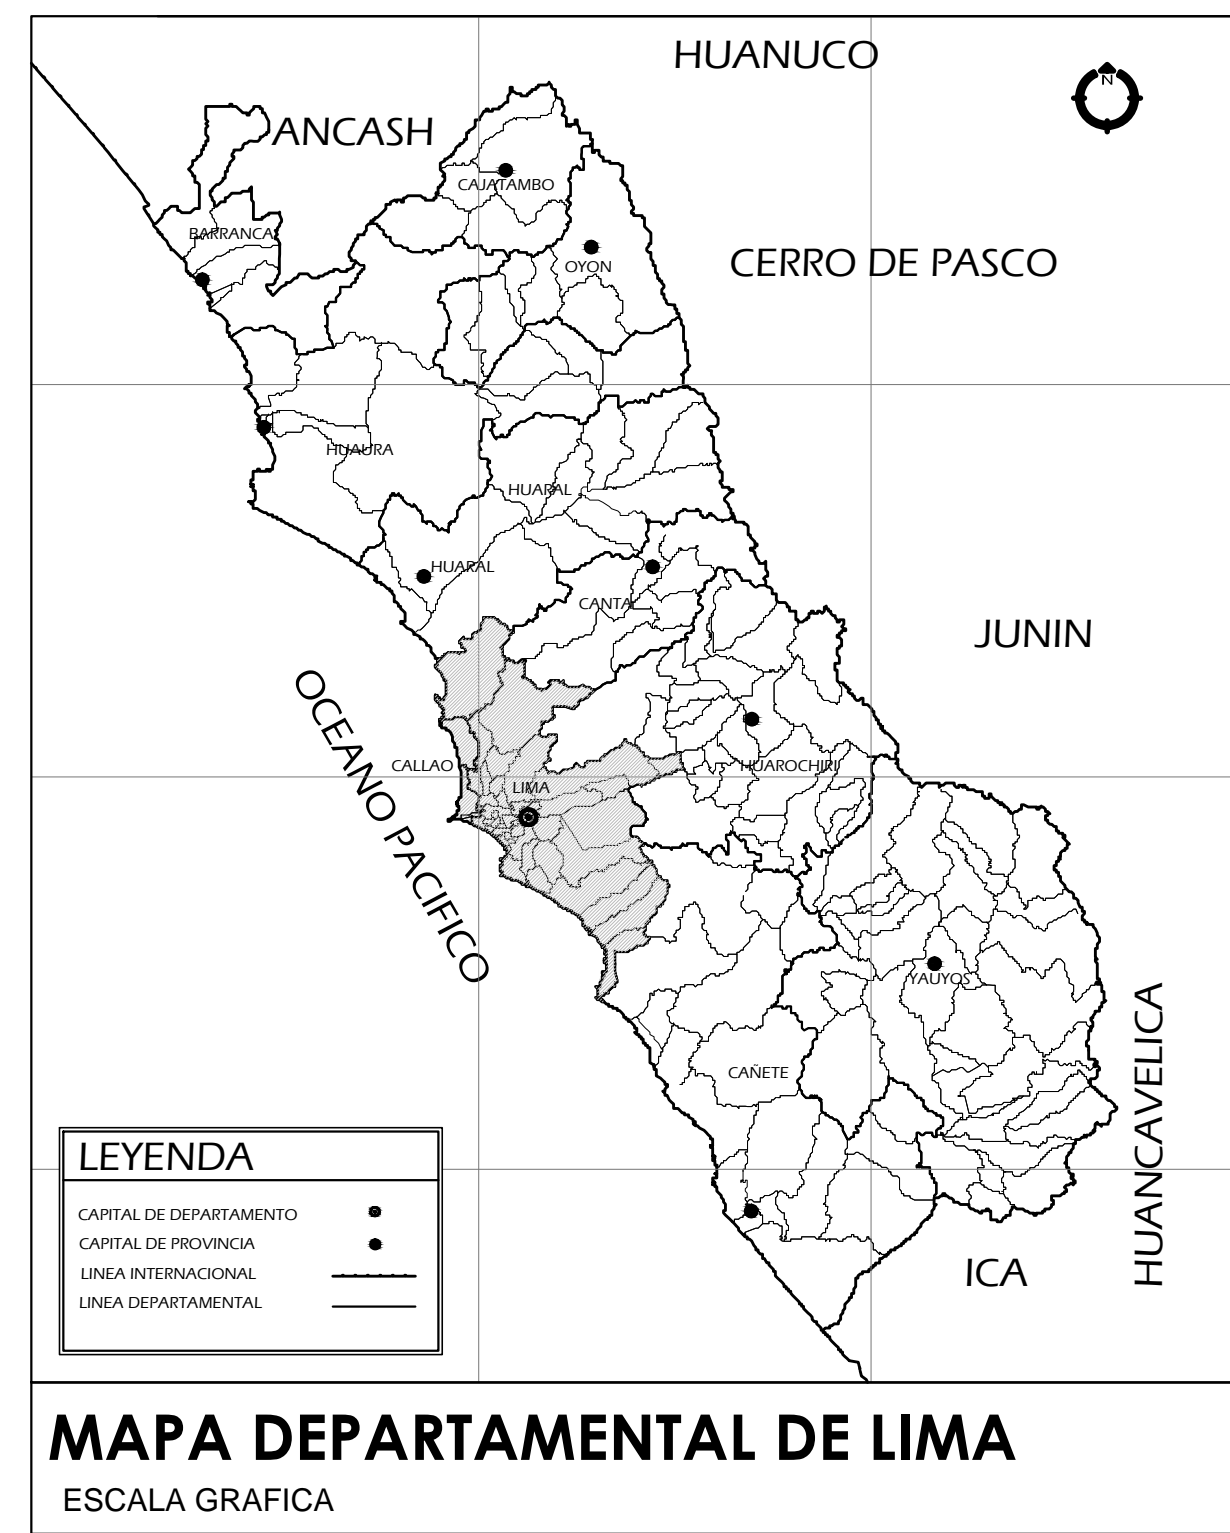 HUANUCO
N
ANCASH
CAJATAMBO
BARRANCA
CERRO DE PASCO
OYON
HUAURA
HUARAL
HUARAL
CANTA
JUNIN
OCEANO PACIFICO
CALLAO
HUAROCHIRI
LIMA
YAUYOS
HUANCAVELICA
CAÑETE
ICA
LEYENDA
CAPITAL DE DEPARTAMENTO
CAPITAL DE PROVINCIA
LINEA INTERNACIONAL
LINEA DEPARTAMENTAL
MAPA DEPARTAMENTAL DE LIMA
ESCALA GRAFICA